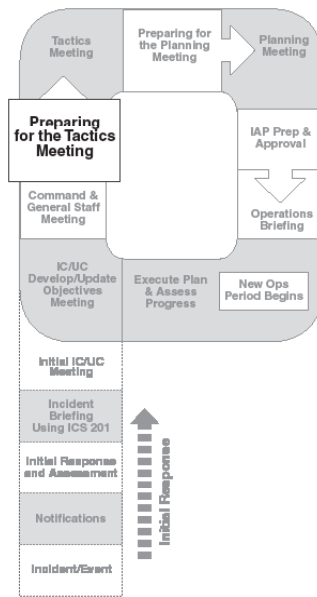 Tactics
Meeting
Preparing for
the Planning
Meeting
Planning
Meeting
Preparing
for the Tactics
Meeting
IAP Prep &
Approval
Command &
General Staff
Meeting
Operations
Briefing
IC/UC
Develop/Update
Objectives
Meeting
Execute Plan
& Assess
Progress
New Ops
Period Begins
Initial IC/UC
Meeting
Incident
Briefing
Using ICS 201
Initial Response
and Assessment
Notifications
Incident/Event
Initial Response